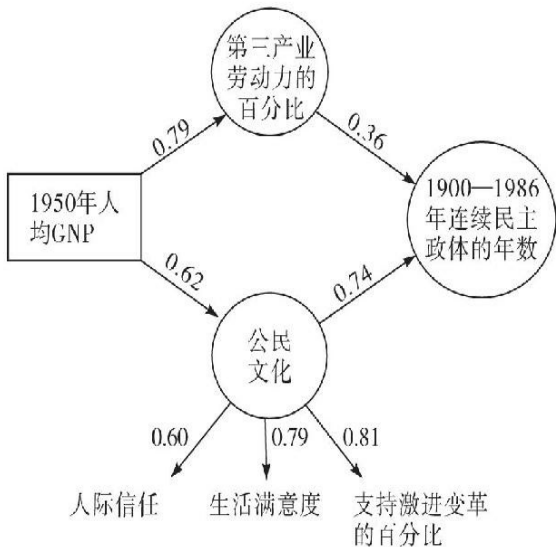 第三产业
劳动力的
百分比
0.79
0.36
1950年人
均GNP
1900—1986
年连续民主
政体的年数
0.62
0.74
公民
文化
0.60
0.79
0.81
人际信任
生活满意度
支持激进变革
的百分比